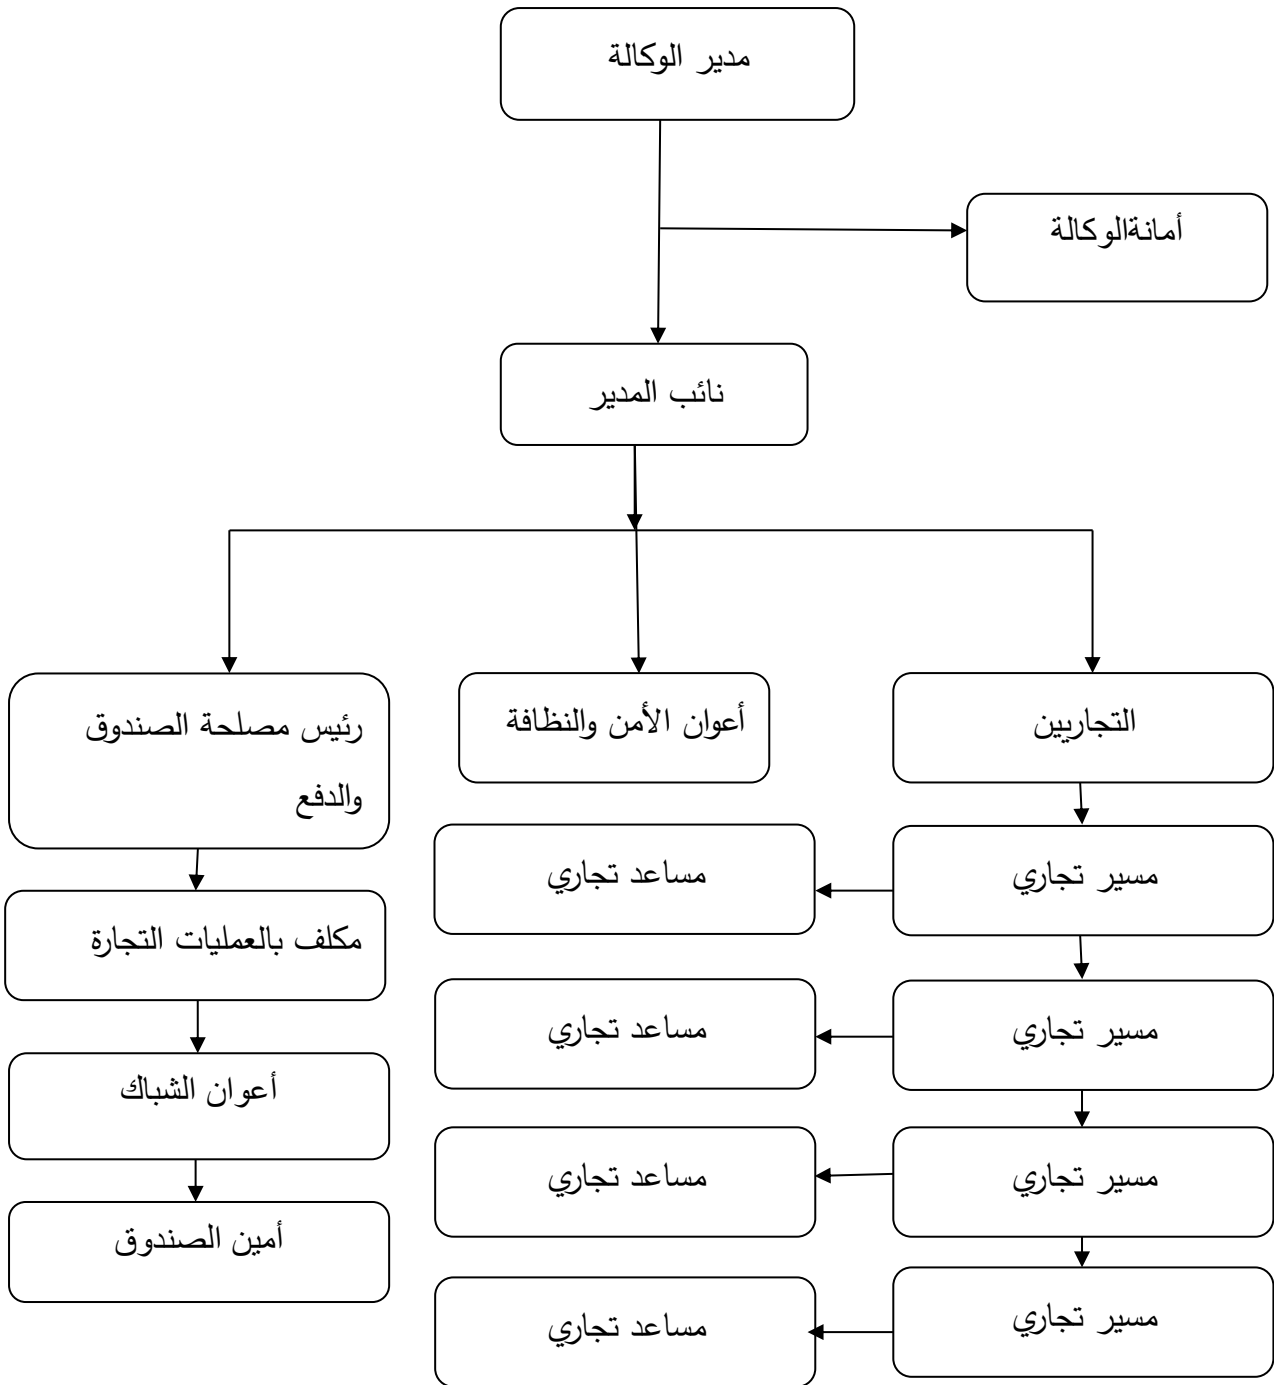 مدير الوكالة
أمانةالوكالة
نائب المدير
التجاريين
أعوان الأمن والنظافة
رئيس مصلحة الصندوق
والدفع
مسير تجاري
مساعد تجاري
مكلف بالعمليات التجارة
مسير تجاري
مساعد تجاري
أعوان الشباك
مسير تجاري
مساعد تجاري
أمين الصندوق
مسير تجاري
مساعد تجاري